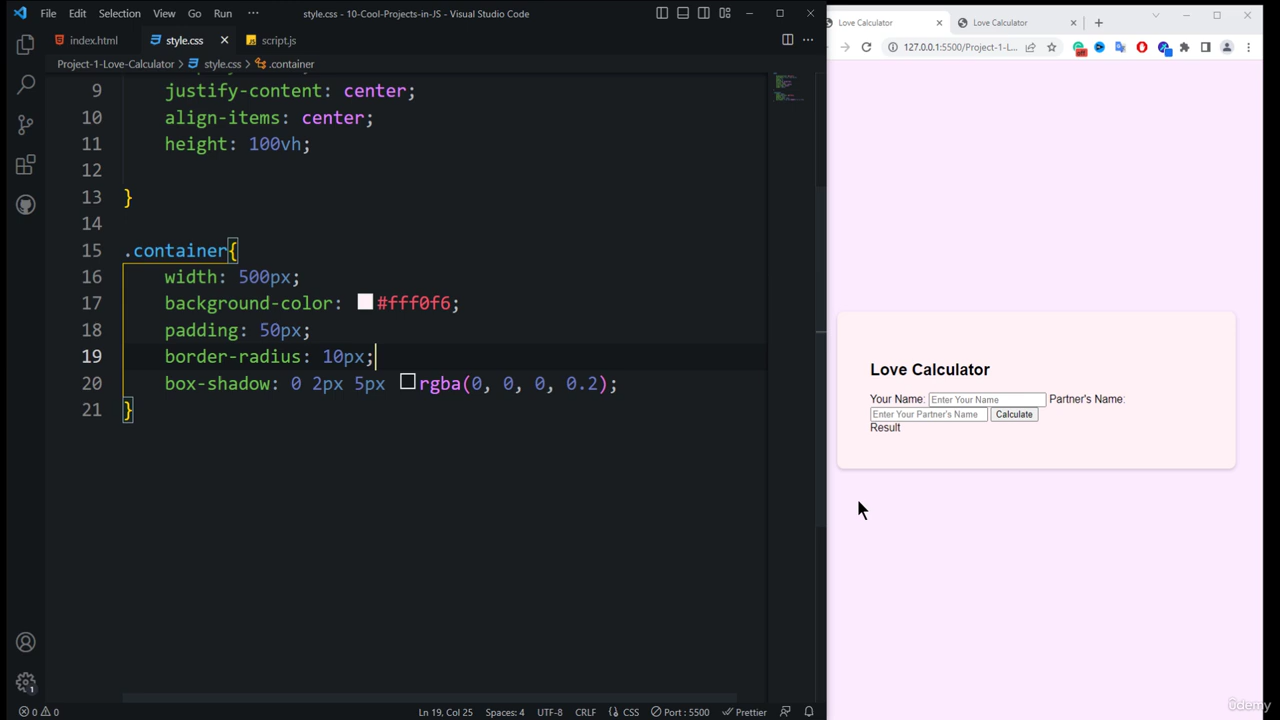 File Edit Selection View Go Run ··· style.css - 10-Cool-Projects-in-JS - Visual Studio Code
index.html style.css script.js
Project-1-Love-Calculator > style.css > .container
9 justify-content: center;
10 align-items: center;
11 height: 100vh;
12
13 }
14
15 .container{
16 width: 500px;
17 background-color: #fff0f6;
18 padding: 50px;
19 border-radius: 10px;
20 box-shadow: 0 2px 5px rgba(0, 0, 0, 0.2);
21 }
1
0 0 Ln 19, Col 25 Spaces: 4 UTF-8 CRLF {} CSS Port : 5500 Prettier
Love Calculator Love Calculator
127.0.0.1:5500/Project-1-L...
off
Love Calculator
Your Name: Enter Your Name Partner's Name:
Enter Your Partner's Name Calculate
Result
ûdemy